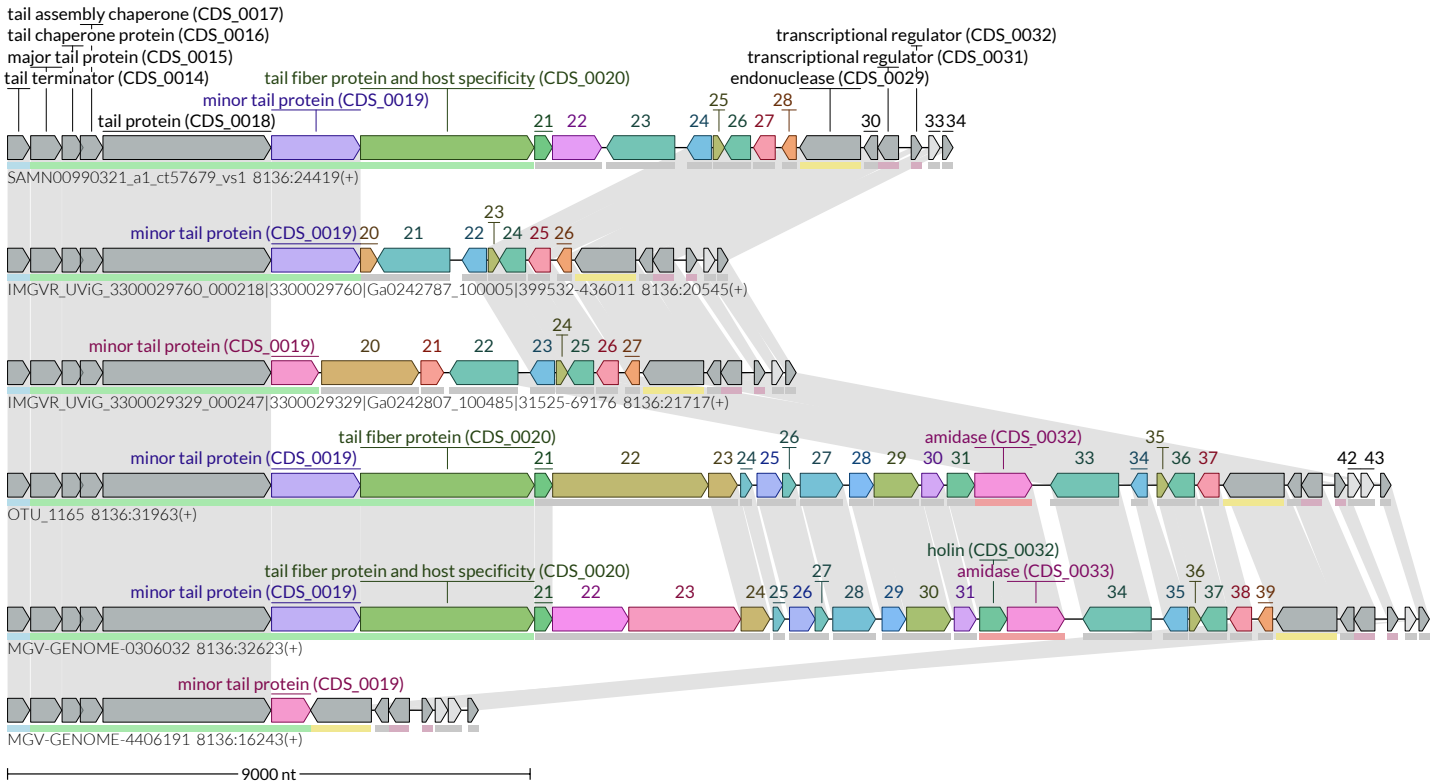 tail assembly chaperone (CDS_0017)
tail chaperone protein (CDS_0016)
transcriptional regulator (CDS_0032)
major tail protein (CDS_0015)
transcriptional regulator (CDS_0031)
tail terminator (CDS_0014)
tail fiber protein and host specificity (CDS_0020)
endonuclease (CDS_0029)
minor tail protein (CDS_0019)
25
28
tail protein (CDS_0018)
21 22 23 24 26 27 30 33 34
SAMN00990321_a1_ct57679_vs1 8136:24419(+)
23
minor tail protein (CDS_0019) 20 21 22 24 25 26
IMGVR_UViG_3300029760_000218|3300029760|Ga0242787_100005|399532-436011 8136:20545(+)
24
minor tail protein (CDS_0019) 20 21 22 23 25 26 27
IMGVR_UViG_3300029329_000247|3300029329|Ga0242807_100485|31525-69176 8136:21717(+)
tail fiber protein (CDS_0020)
26
amidase (CDS_0032)
35
minor tail protein (CDS_0019)
21 22 23 24 25 27 28 29 30 31 33 34 36 37 42 43
OTU_1165 8136:31963(+)
holin (CDS_0032)
tail fiber protein and host specificity (CDS_0020)
27
amidase (CDS_0033)
36
minor tail protein (CDS_0019)
21 22 23 24 25 26 28 29 30 31 34 35 37 38 39
MGV-GENOME-0306032 8136:32623(+)
minor tail protein (CDS_0019)
MGV-GENOME-4406191 8136:16243(+)
9000 nt